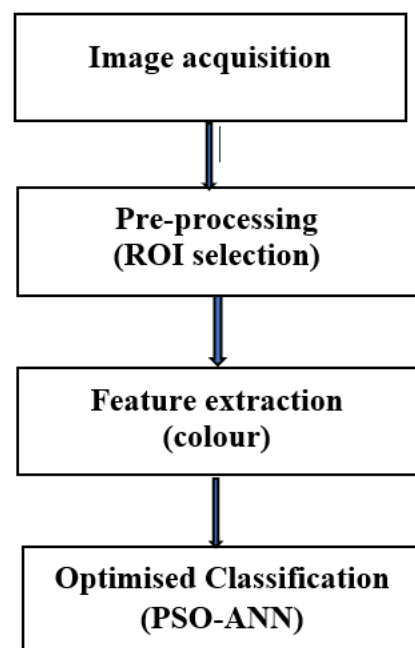 Image acquisition
Pre-processing
(ROI selection)
Feature extraction
(colour)
Optimised Classification
(PSO-ANN)